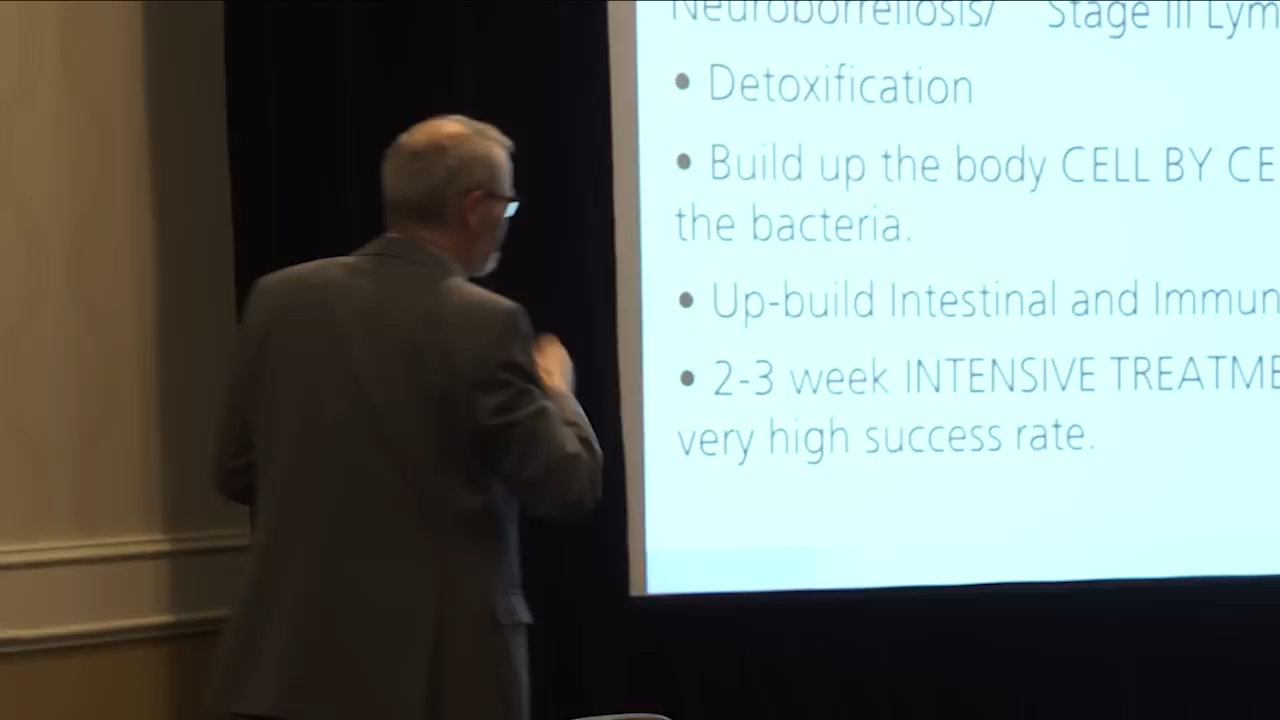 Neuroborreliosis/ Stage III Lym
• Detoxification
• Build up the body CELL BY CE
the bacteria.
• Up-build Intestinal and Immun
• 2-3 week INTENSIVE TREATME
very high success rate.